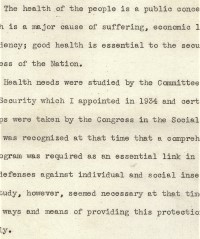 The health of the people is a public conce
h is a major cause of suffering, economic l
iency; good health is essential to the secu
ess of the Nation.
Health needs were studied by the Committee
Security which I appointed in 1934 and cert
ps were taken by the Congress in the Social
was recognized at that time that a compreh
ogram was required as an essential link in
defenses against individual and social inse
tudy, however, seemed necessary at that tim
ways and means of providing this protectio
ly.